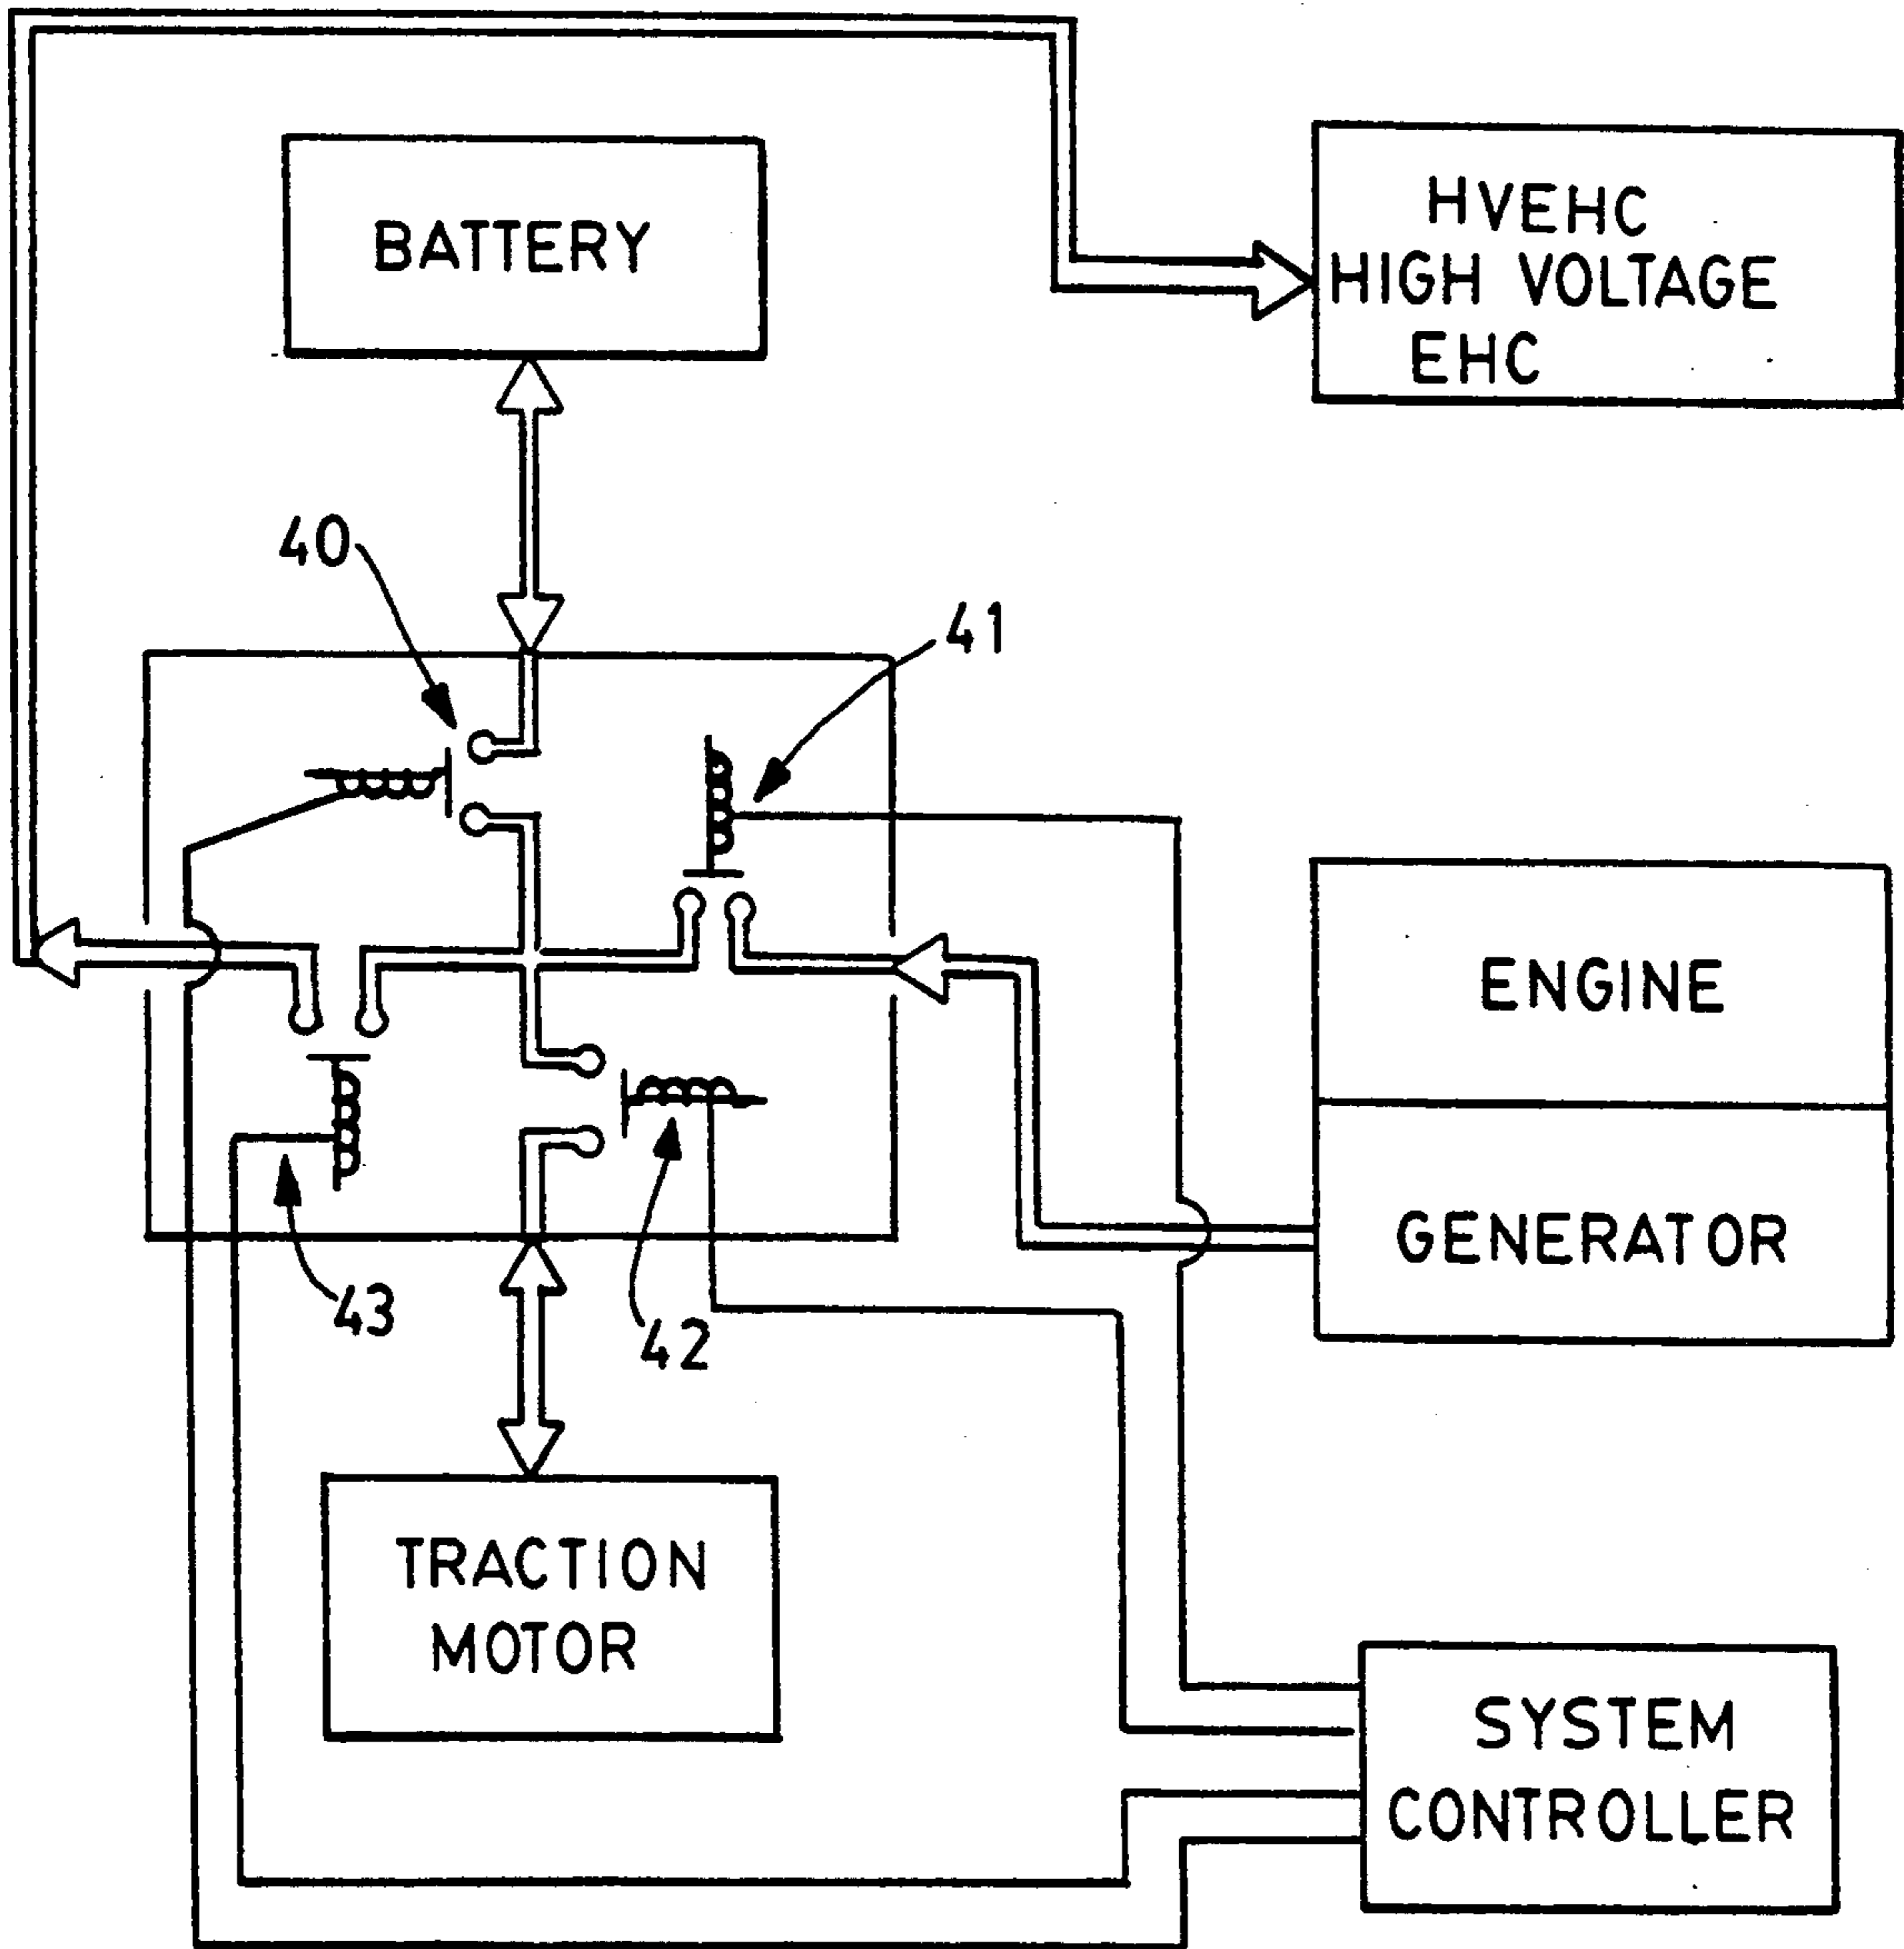 BATTERY
HVEHC
HIGH VOLTAGE
EHC
40
41
ENGINE
GENERATOR
43
42
TRACTION
MOTOR
SYSTEM
CONTROLLER